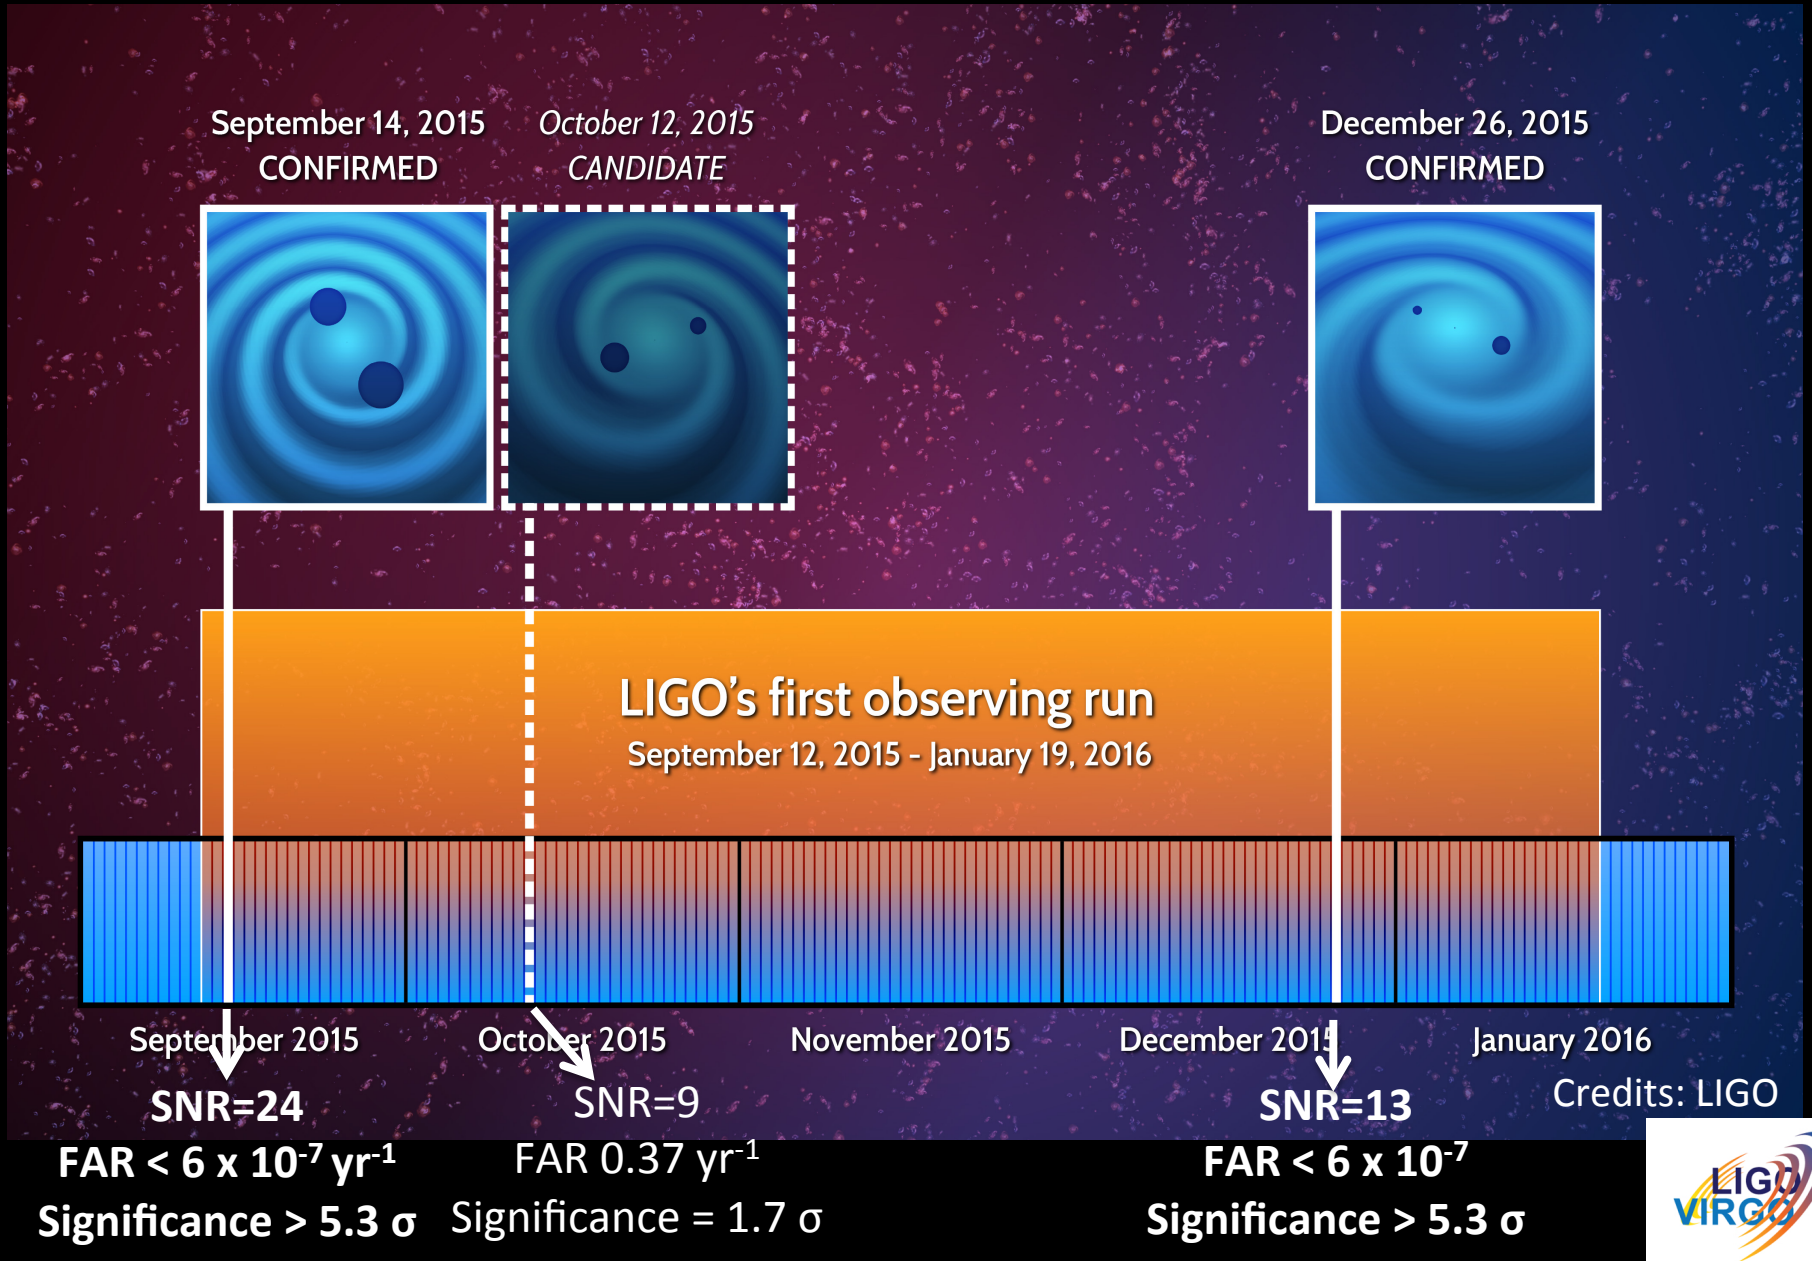 September 14, 2015
CONFIRMED
October 12, 2015
CANDIDATE
December 26, 2015
CONFIRMED
LIGO's first observing run
September 12, 2015 - January 19, 2016
September 2015
October 2015
November 2015
December 2015
January 2016
SNR=24
FAR < 6 x 10⁻⁷ yr⁻¹
Significance > 5.3 σ
SNR=9
FAR 0.37 yr⁻¹
Significance = 1.7 σ
SNR=13
FAR < 6 x 10⁻⁷
Significance > 5.3 σ
Credits: LIGO
LIGO
VIRGO